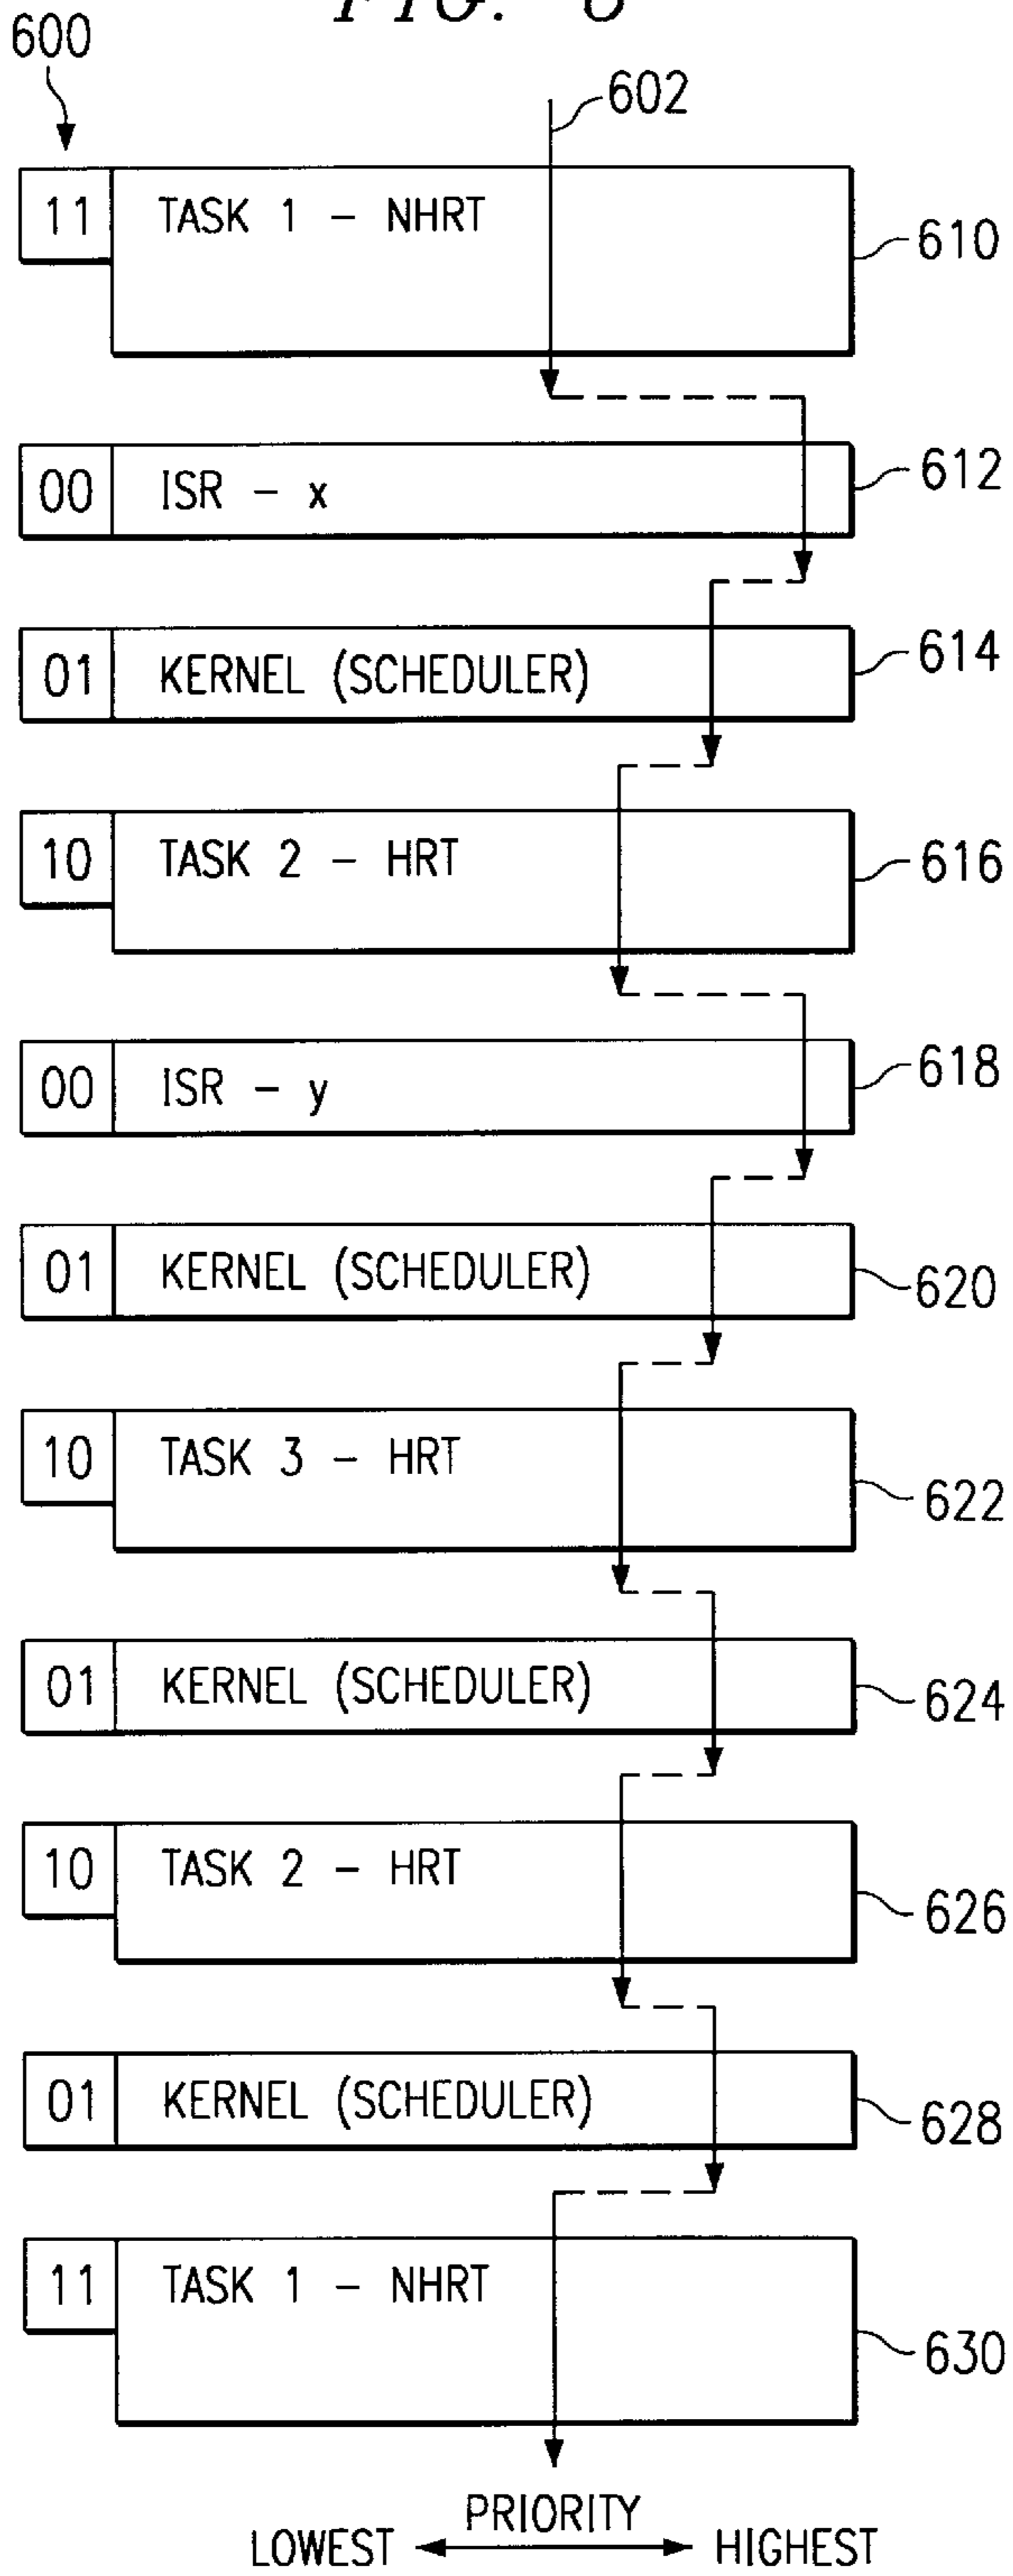 FIG. 6
600
602
11 TASK 1 - NHRT 610
00 ISR - x 612
01 KERNEL (SCHEDULER) 614
10 TASK 2 - HRT 616
00 ISR - y 618
01 KERNEL (SCHEDULER) 620
10 TASK 3 - HRT 622
01 KERNEL (SCHEDULER) 624
10 TASK 2 - HRT 626
01 KERNEL (SCHEDULER) 628
11 TASK 1 - NHRT 630
PRIORITY
LOWEST HIGHEST